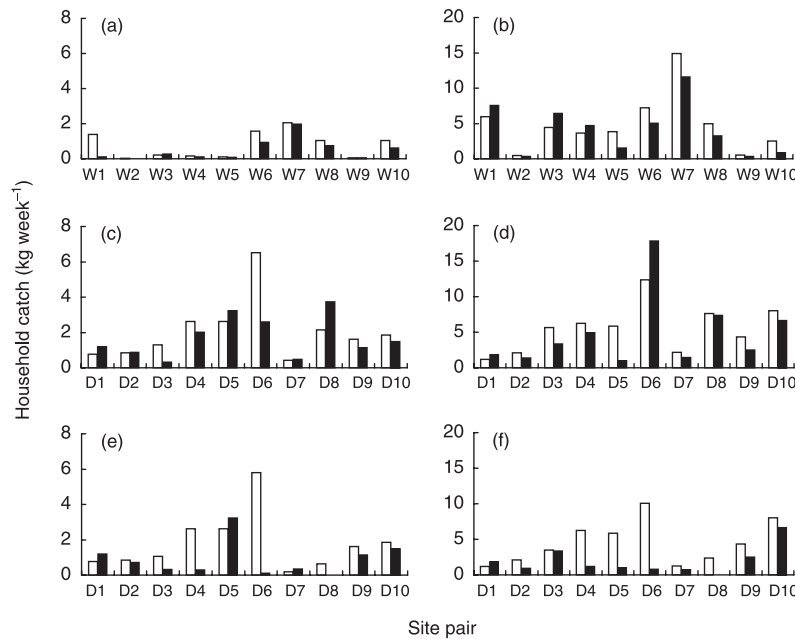 (a)
(b)
8
6
4
2
0
20
15
10
5
0
W1 W2 W3 W4 W5 W6 W7 W8 W9 W10
W1 W2 W3 W4 W5 W6 W7 W8 W9 W10
Household catch (kg week⁻¹)
(c)
(d)
8
6
4
2
0
20
15
10
5
0
D1 D2 D3 D4 D5 D6 D7 D8 D9 D10
D1 D2 D3 D4 D5 D6 D7 D8 D9 D10
(e)
(f)
8
6
4
2
0
20
15
10
5
0
D1 D2 D3 D4 D5 D6 D7 D8 D9 D10
D1 D2 D3 D4 D5 D6 D7 D8 D9 D10
Site pair